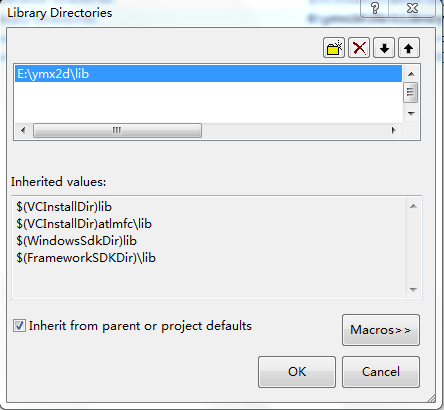 Library Directories
E:\ymx2d\lib
Inherited values:
$(VCInstallDir)lib
$(VCInstallDir)atlmfc\lib
$(WindowsSdkDir)lib
$(FrameworkSDKDir)\lib
Inherit from parent or project defaults
Macros>>
OK
Cancel